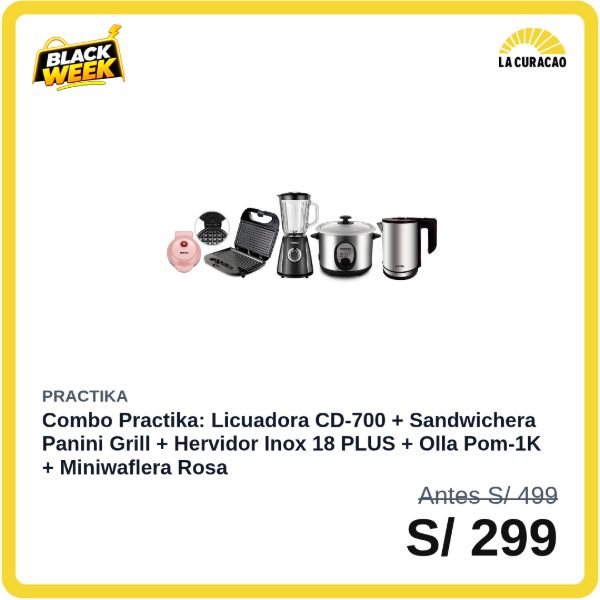 BLACK
WEEK
LA CURACAO
PRACTIKA
Combo Practika: Licuadora CD-700 + Sandwichera
Panini Grill + Hervidor Inox 18 PLUS + Olla Pom-1K
+ Miniwaflera Rosa
Antes S/ 499
S/ 299